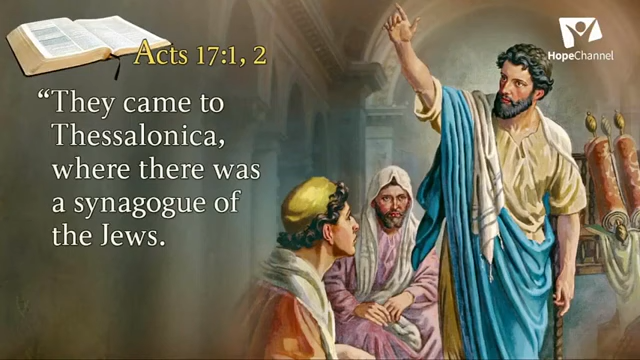 Acts 17:1, 2
HopeChannel
“They came to
Thessalonica,
where there was
a synagogue of
the Jews.